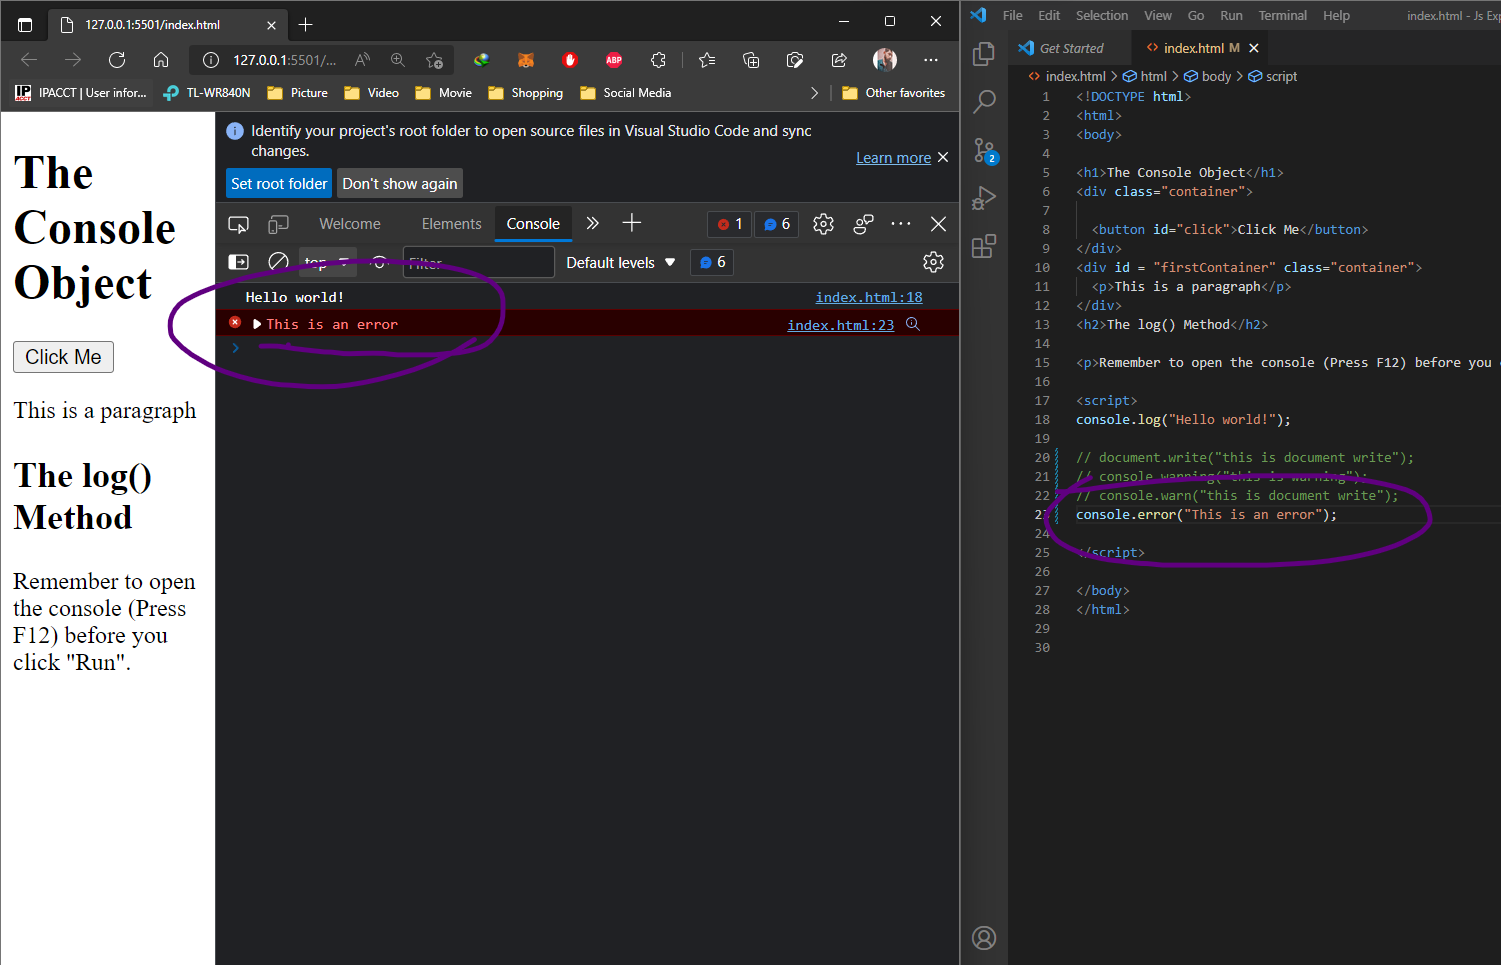 127.0.0.1:5501/index.html
127.0.0.1:5501/...
ABP
IPACCT | User infor...
TL-WR840N
Picture
Video
Movie
Shopping
Social Media
Other favorites
The
Console
Object
Click Me
This is a paragraph
The log()
Method
Remember to open
the console (Press
F12) before you
click "Run".
Identify your project's root folder to open source files in Visual Studio Code and sync
changes.
Learn more
Set root folder
Don't show again
Welcome
Elements
Console
1
6
top
Filter
Default levels
6
Hello world!
index.html:18
This is an error
index.html:23
File Edit Selection View Go Run Terminal Help
index.html - Js Exp
Get Started
index.html M
index.html > html > body > script
2
1 <!DOCTYPE html>
2 <html>
3 <body>
4
5 <h1>The Console Object</h1>
6 <div class="container">
7
8 <button id="click">Click Me</button>
9 </div>
10 <div id = "firstContainer" class="container">
11 <p>This is a paragraph</p>
12 </div>
13 <h2>The log() Method</h2>
14
15 <p>Remember to open the console (Press F12) before you
16
17 <script>
18 console.log("Hello world!");
19
20 // document.write("this is document write");
21 // console.warning("this is warning");
22 // console.warn("this is document write");
23 console.error("This is an error");
24
25 </script>
26
27 </body>
28 </html>
29
30